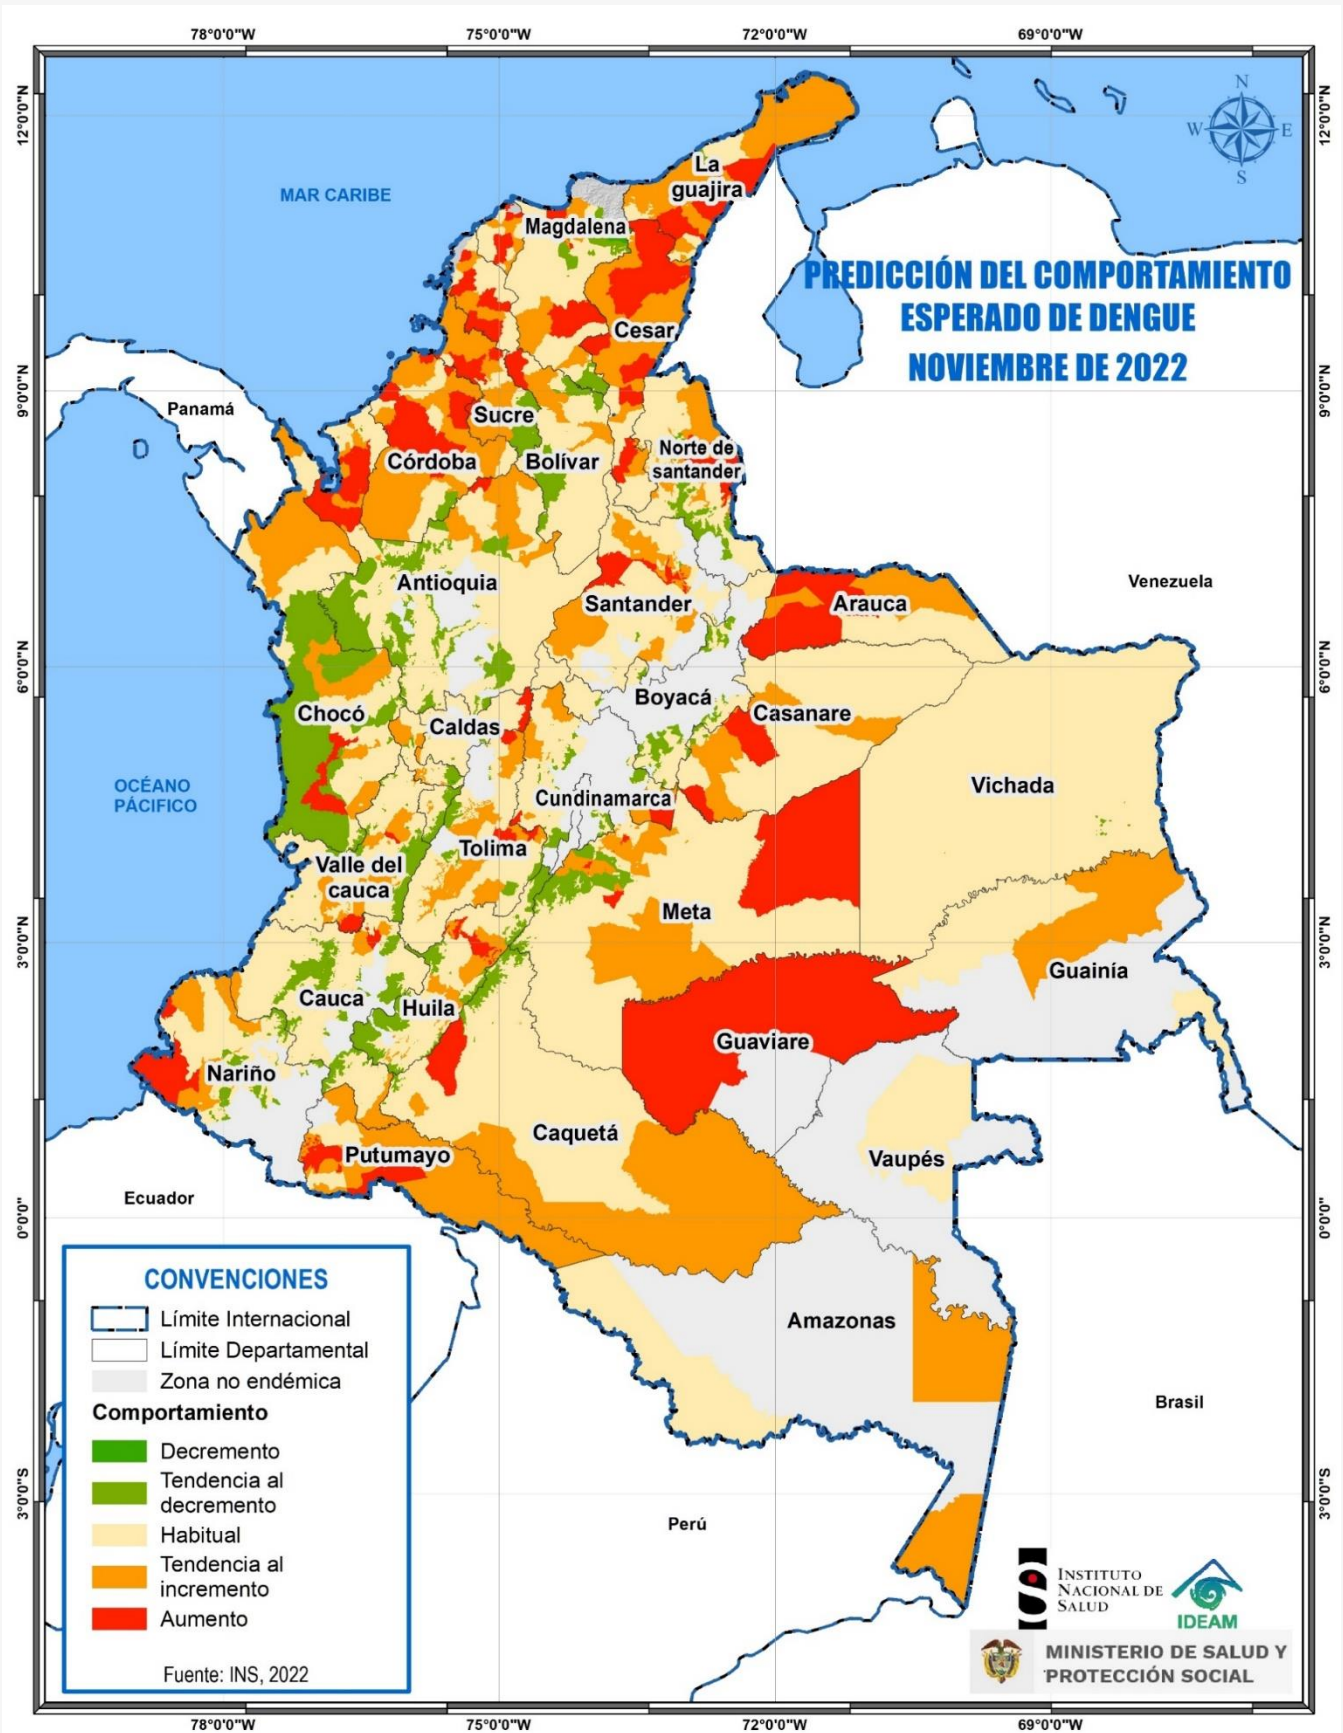 78°0'0"W
75°0'0"W
72°0'0"W
69°0'0"W
12°0'0"N
12°0'0"N
N
W
E
S
MAR CARIBE
La
guajira
Magdalena
PREDICCIÓN DEL COMPORTAMIENTO
ESPERADO DE DENGUE
NOVIEMBRE DE 2022
Cesar
9°0'0"N
9°0'0"N
Panamá
Sucre
Córdoba
Bolívar
Norte de
santander
Antioquia
Venezuela
Santander
Arauca
6°0'0"N
6°0'0"N
Boyacá
Chocó
Caldas
Casanare
OCÉANO
PÁCIFICO
Vichada
Cundinamarca
Tolima
Valle del
cauca
Meta
3°0'0"N
3°0'0"N
Guainía
Cauca
Huila
Guaviare
Nariño
Caquetá
Putumayo
Vaupés
Ecuador
0°0'0"
0°0'0"
CONVENCIONES
Límite Internacional
Límite Departamental
Zona no endémica
Comportamiento
Decremento
Tendencia al
decremento
Habitual
Tendencia al
incremento
Aumento
Fuente: INS, 2022
Amazonas
Brasil
3°0'0"S
3°0'0"S
Perú
INSTITUTO
NACIONAL DE
SALUD
IDEAM
MINISTERIO DE SALUD Y
PROTECCIÓN SOCIAL
78°0'0"W
75°0'0"W
72°0'0"W
69°0'0"W